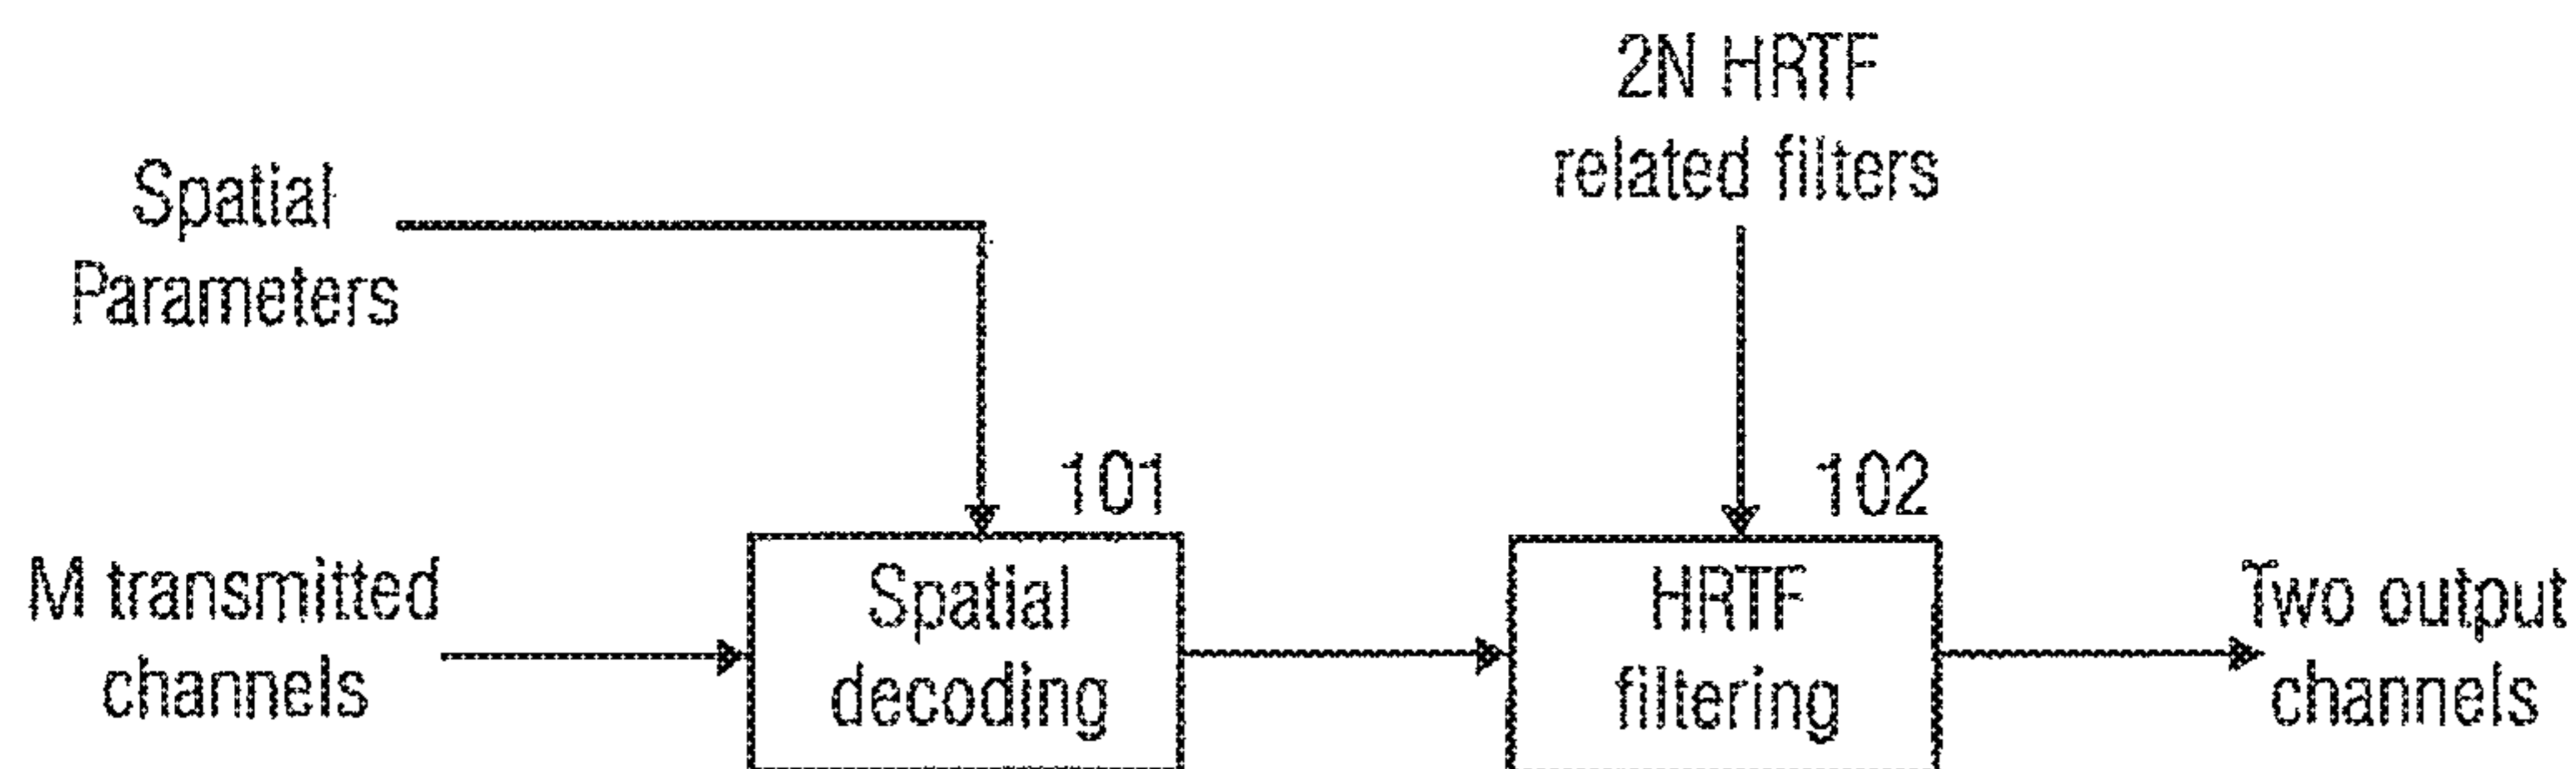 2N HRTF
related filters
Spatial
Parameters
101
102
M transmitted
channels
Spatial
decoding
HRTF
filtering
Two output
channels